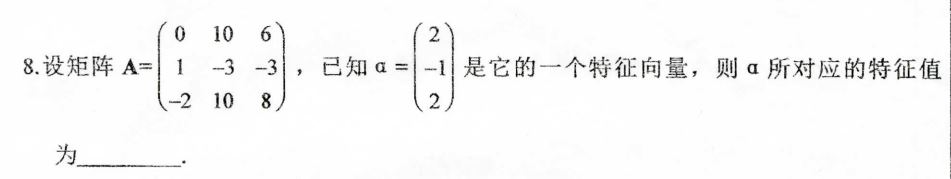 8.设矩阵 A=(0 10 6
1 -3 -3
-2 10 8)，已知 α=(2
-1
2)是它的一个特征向量，则 α 所对应的特征值
为________.